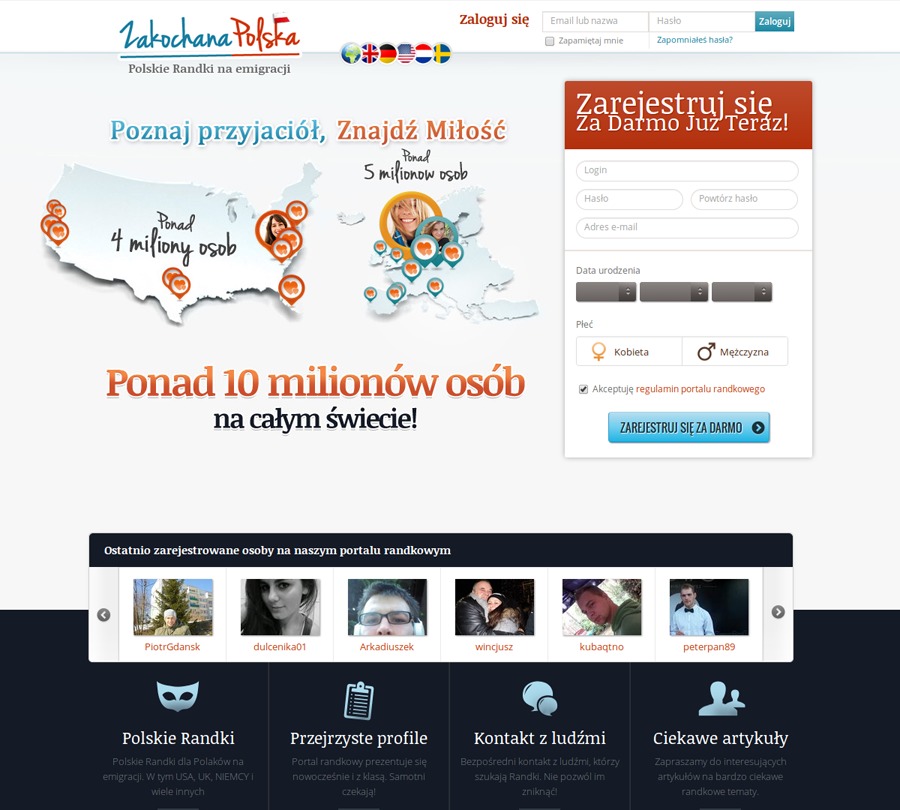 Zakochana Polska
Polskie Randki na emigracji
Zaloguj się
Email lub nazwa
Hasło
Zaloguj
Zapamiętaj mnie
Zapomniałeś hasła?
Poznaj przyjaciół, Znajdź Miłość
Ponad
4 miliony osob
Ponad
5 milionow osob
Ponad 10 milionów osób
na całym świecie!
Zarejestruj się
Za Darmo Już Teraz!
Login
Hasło
Powtórz hasło
Adres e-mail
Data urodzenia
Płeć
Kobieta
Mężczyzna
Akceptuję regulamin portalu randkowego
ZAREJESTRUJ SIĘ ZA DARMO
Ostatnio zarejestrowane osoby na naszym portalu randkowym
PiotrGdansk
dulcenika01
Arkadiuszek
wincjusz
kubaqtno
peterpan89
Polskie Randki
Polskie Randki dla Polaków na
emigracji. W tym USA, UK, NIEMCY i
wiele innych
Przejrzyste profile
Portal randkowy prezentuje się
nowocześnie i z klasą. Samotni
czekają!
Kontakt z ludźmi
Bezpośredni kontakt z ludźmi, którzy
szukają Randki. Nie pozwól im
zniknąć!
Ciekawe artykuły
Zapraszamy do interesujących
artykułów na bardzo ciekawe
randkowe tematy.